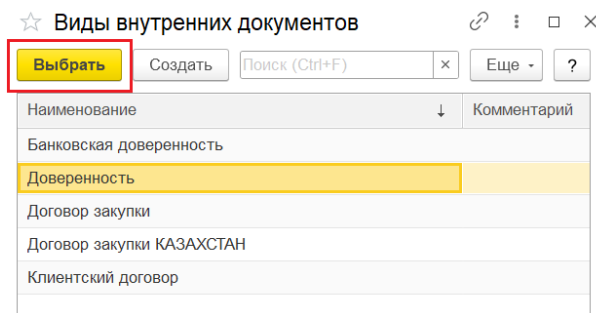 Виды внутренних документов
Выбрать Создать Поиск (Ctrl+F) × Еще ?
Наименование ↓ Комментарий
Банковская доверенность
Доверенность
Договор закупки
Договор закупки КАЗАХСТАН
Клиентский договор